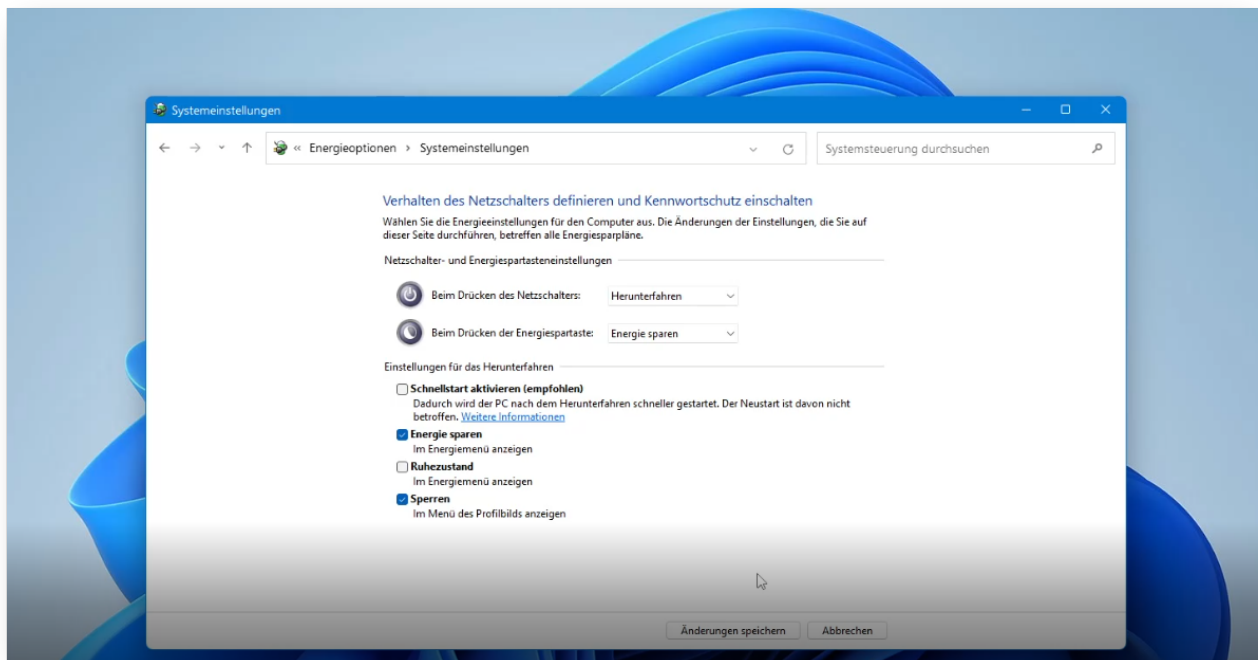 Systemeinstellungen
« Energieoptionen › Systemeinstellungen
Systemsteuerung durchsuchen
Verhalten des Netzschalters definieren und Kennwortschutz einschalten
Wählen Sie die Energieeinstellungen für den Computer aus. Die Änderungen der Einstellungen, die Sie auf
dieser Seite durchführen, betreffen alle Energiesparpläne.
Netzschalter- und Energiespartasteneinstellungen
Beim Drücken des Netzschalters: Herunterfahren
Beim Drücken der Energiespartaste: Energie sparen
Einstellungen für das Herunterfahren
Schnellstart aktivieren (empfohlen)
Dadurch wird der PC nach dem Herunterfahren schneller gestartet. Der Neustart ist davon nicht
betroffen. Weitere Informationen
Energie sparen
Im Energiemenü anzeigen
Ruhezustand
Im Energiemenü anzeigen
Sperren
Im Menü des Profilbilds anzeigen
Änderungen speichern Abbrechen